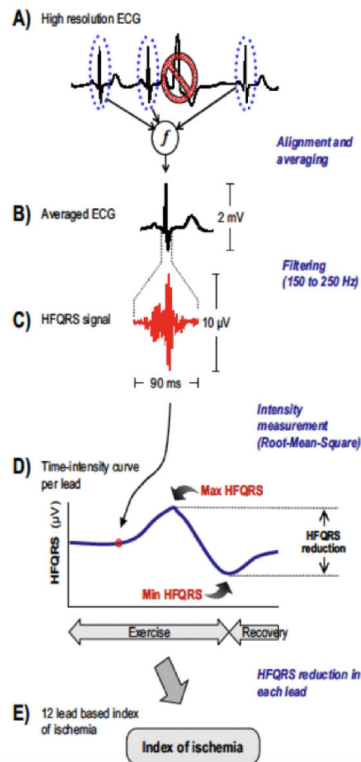 A) High resolution ECG
f
Alignment and
averaging
B) Averaged ECG
2 mV
Filtering
(150 to 250 Hz)
C) HFQRS signal
10 µV
90 ms
Intensity
measurement
(Root-Mean-Square)
D) Time-intensity curve
per lead
Max HFQRS
HFQRS (µV)
HFQRS
reduction
Min HFQRS
Exercise
Recovery
HFQRS reduction in
each lead
E) 12 lead based index
of ischemia
Index of ischemia